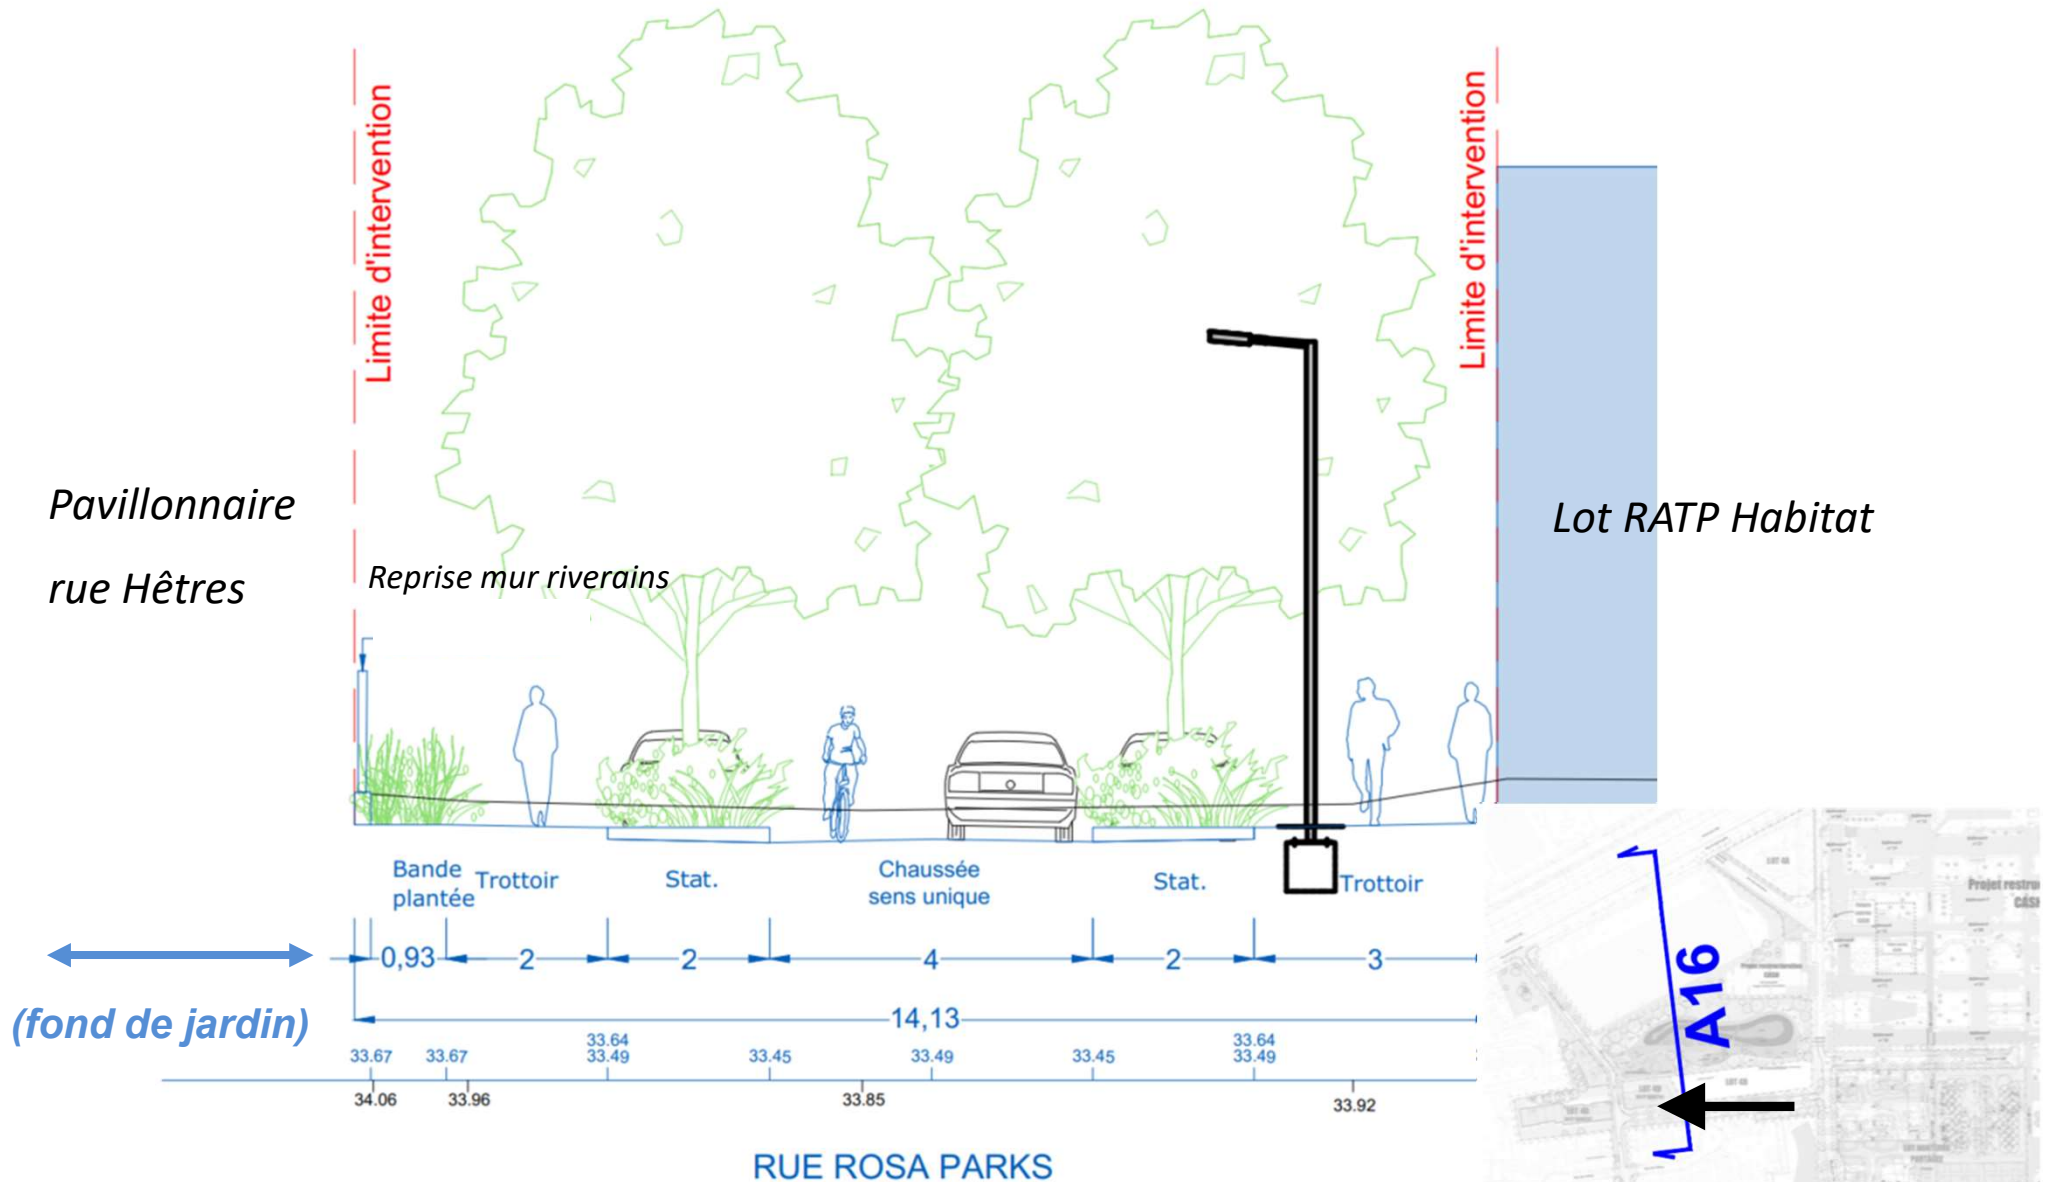 Limite d'intervention
Limite d'intervention
Pavillonnaire
rue Hêtres
Reprise mur riverains
Lot RATP Habitat
Bande
plantée
Trottoir
Stat.
Chaussée
sens unique
Stat.
Trottoir
0,93 2 2 4 2 3
(fond de jardin)
14,13
33.64 33.64
33.67 33.67 33.49 33.45 33.49 33.45 33.49
34.06 33.96 33.85 33.92
RUE ROSA PARKS
A16
Projet restru
CASH